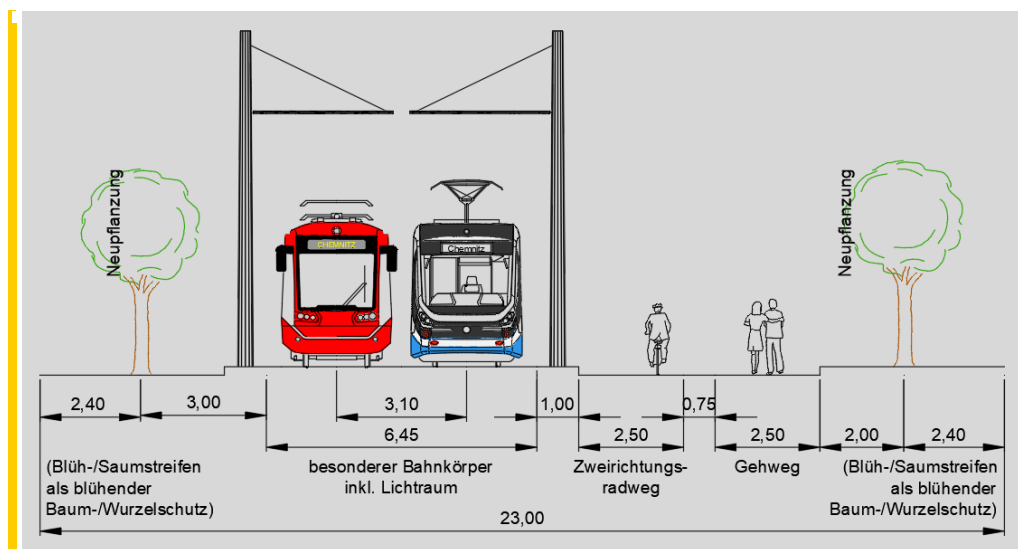 Neupflanzung
Neupflanzung
CHEMNITZ
Chemnitz
2,40
3,00
3,10
1,00
0,75
6,45
2,50
2,50
2,00
2,40
(Blüh-/Saumstreifen
als blühender
Baum-/Wurzelschutz)
besonderer Bahnkörper
inkl. Lichtraum
Zweirichtungs-
radweg
Gehweg
(Blüh-/Saumstreifen
als blühender
Baum-/Wurzelschutz)
23,00